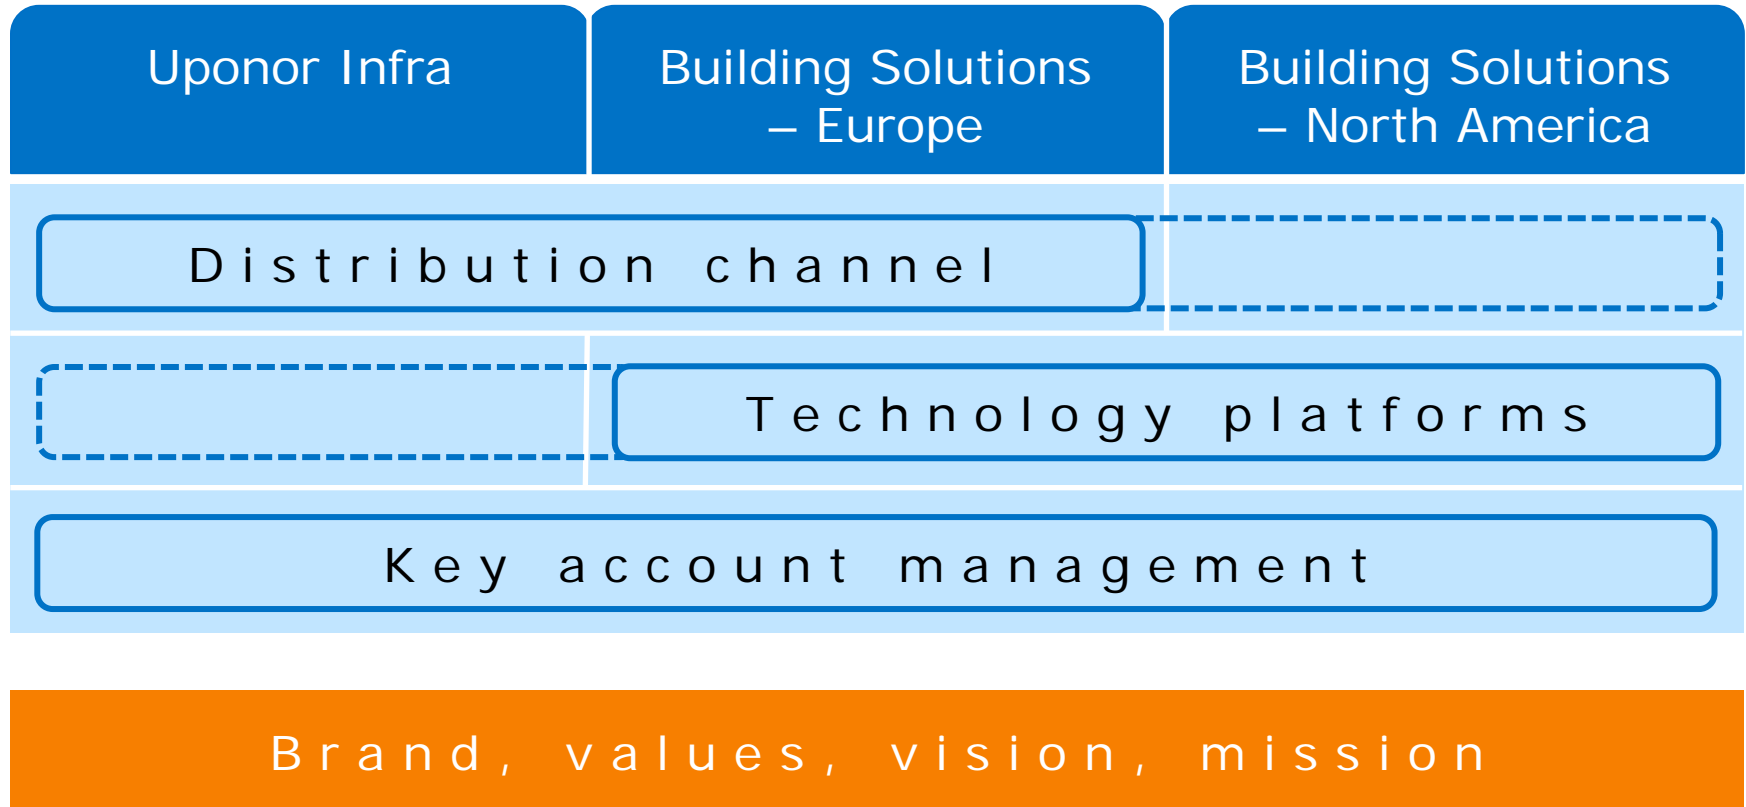 Uponor Infra
Building Solutions
– Europe
Building Solutions
– North America
Distribution channel
Technology platforms
Key account management
Brand, values, vision, mission